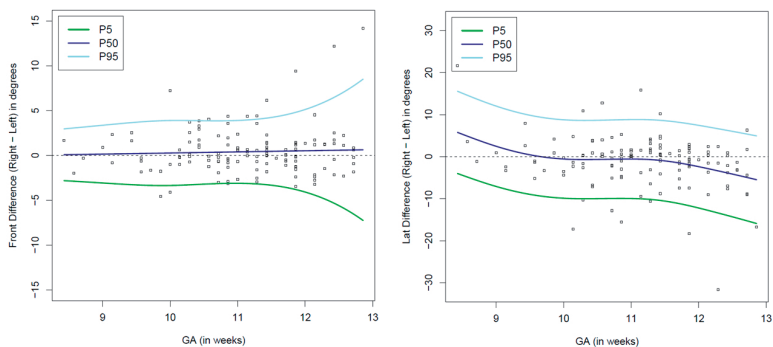 P5
P50
P95
15
10
5
0
−5
−10
−15
Front Difference (Right − Left) in degrees
9
10
11
12
13
GA (in weeks)
P5
P50
P95
30
20
10
0
−10
−20
−30
Lat Difference (Right − Left) in degrees
9
10
11
12
13
GA (in weeks)